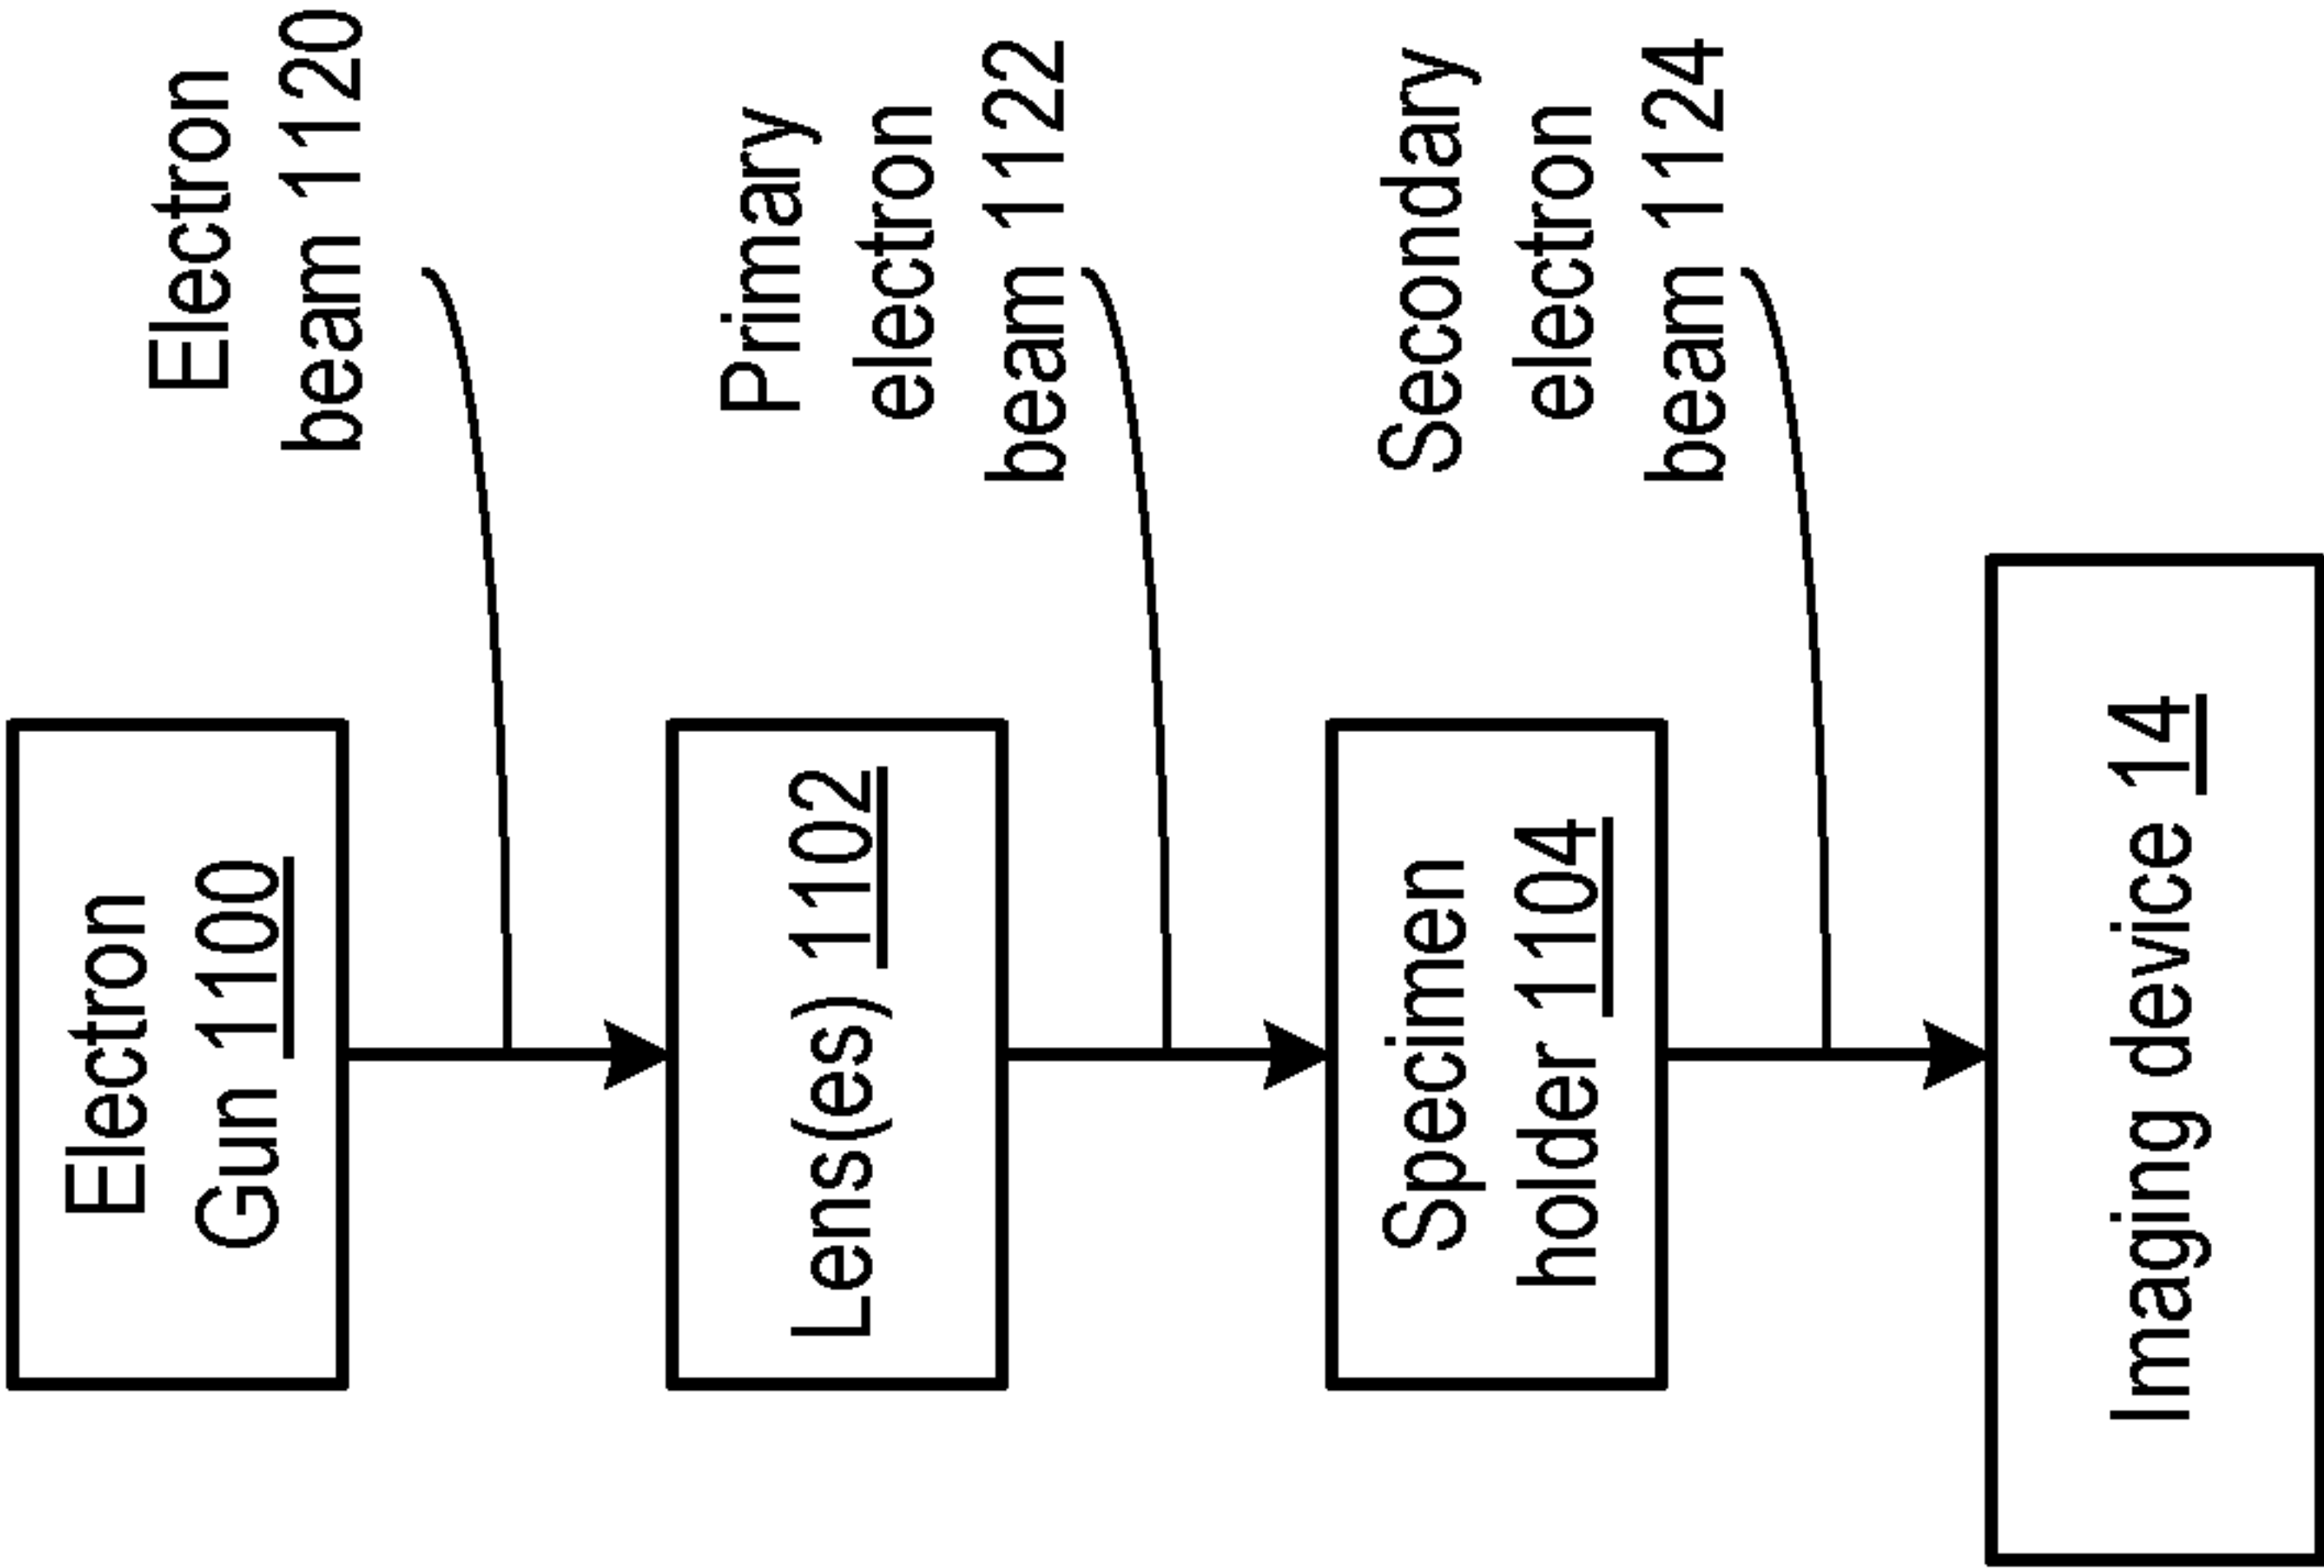 Electron
Gun 1100
Electron
beam 1120
Lens(es) 1102
Primary
electron
beam 1122
Specimen
holder 1104
Secondary
electron
beam 1124
Imaging device 14